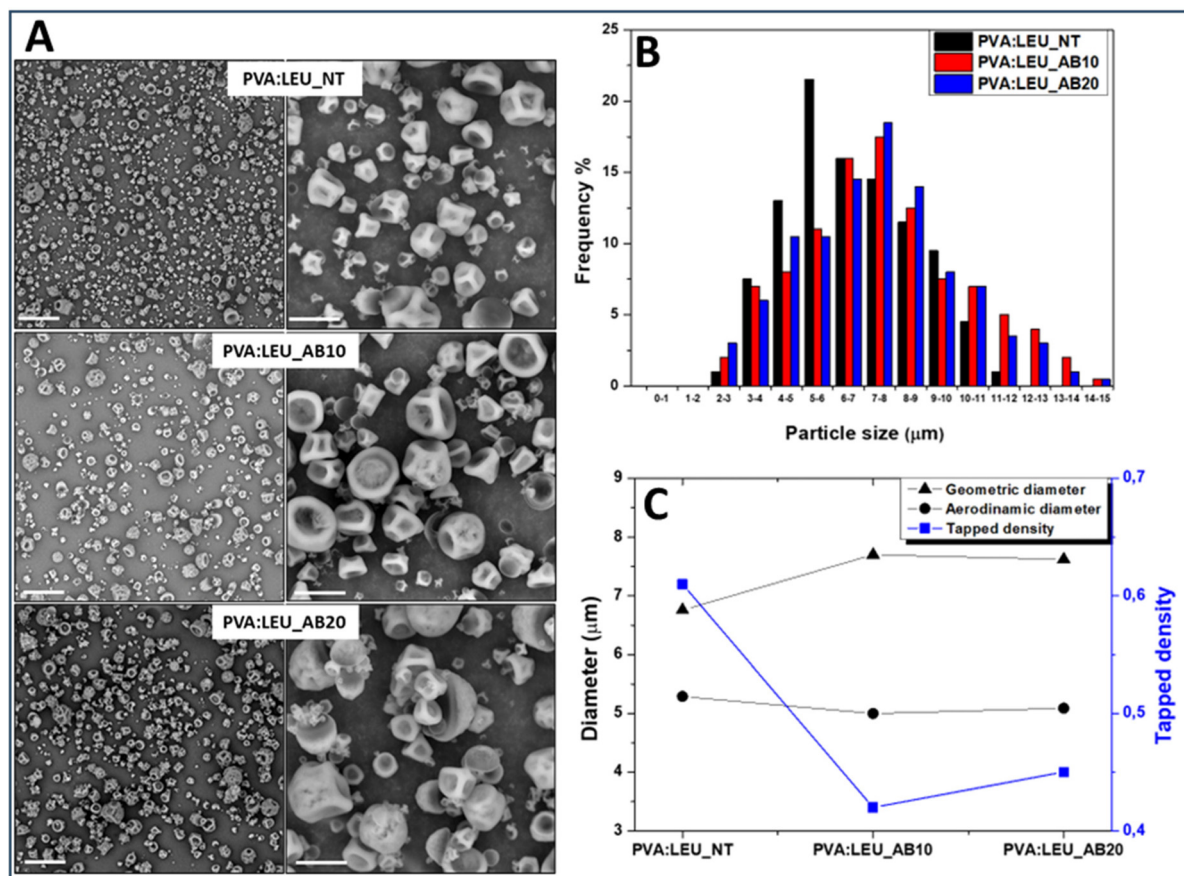 A
PVA:LEU_NT
PVA:LEU_AB10
PVA:LEU_AB20
B
PVA:LEU_NT
PVA:LEU_AB10
PVA:LEU_AB20
25
20
15
10
5
0
Frequency %
0-1 1-2 2-3 3-4 4-5 5-6 6-7 7-8 8-9 9-10 10-11 11-12 12-13 13-14 14-15
Particle size (μm)
C
Geometric diameter
Aerodinamic diameter
Tapped density
9
8
7
6
5
4
3
Diameter (μm)
0,7
0,6
0,5
0,4
Tapped density
PVA:LEU_NT PVA:LEU_AB10 PVA:LEU_AB20